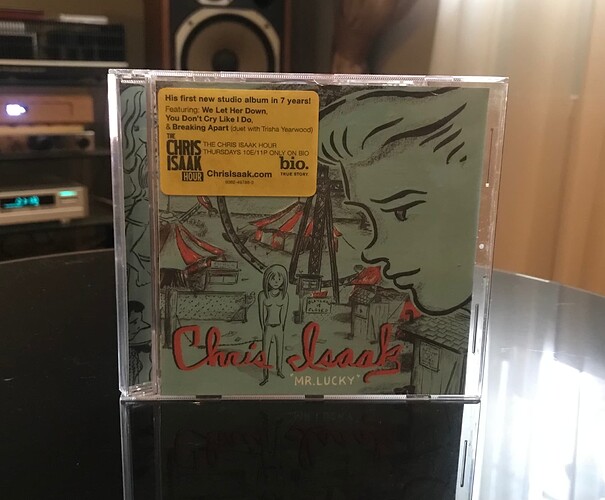 His first new studio album in 7 years!
Featuring: We Let Her Down,
You Don't Cry Like I Do,
& Breaking Apart (duet with Trisha Yearwood)
THE
CHRIS
ISAAK
HOUR
THE CHRIS ISAAK HOUR
THURSDAYS 10E/11P ONLY ON BIO
ChrisIsaak.com
bio.
TRUE STORY
Chris Isaak
"MR. LUCKY"